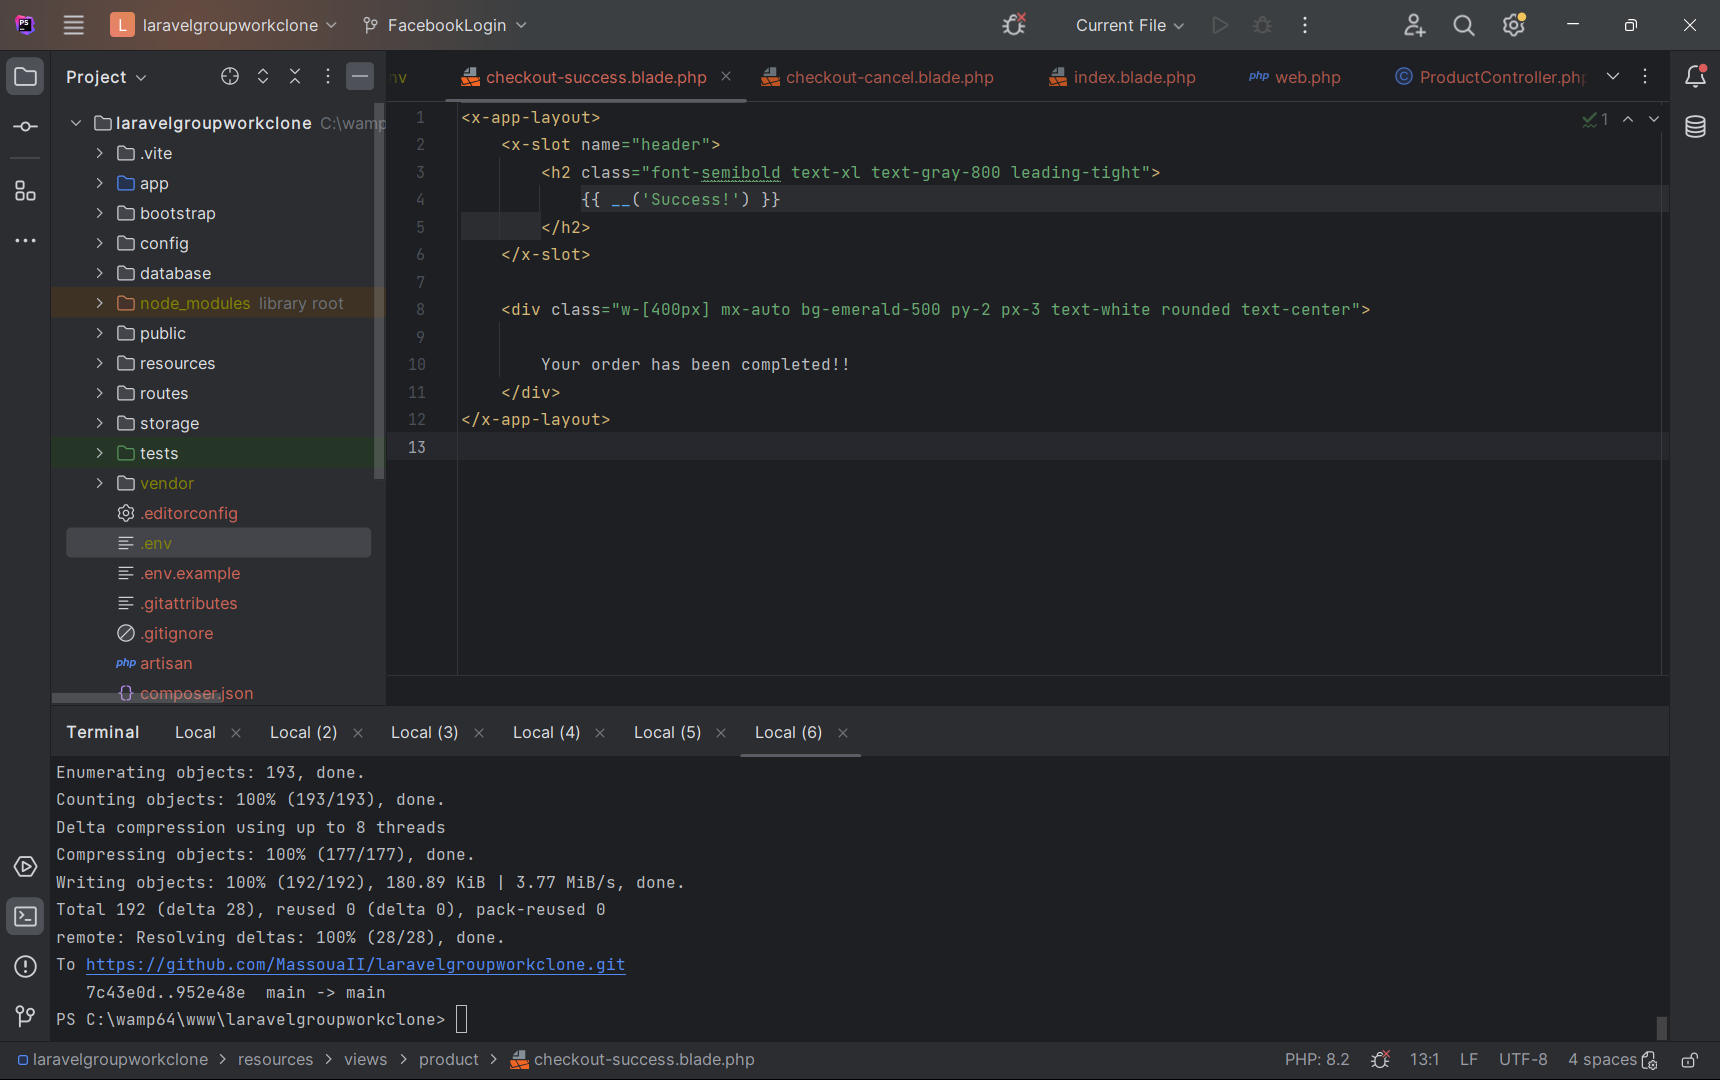 L laravelgroupworkclone FacebookLogin Current File
Project
nv checkout-success.blade.php checkout-cancel.blade.php index.blade.php php web.php C ProductController.php
laravelgroupworkclone C:\wamp
.vite
app
bootstrap
config
database
node_modules library root
public
resources
routes
storage
tests
vendor
.editorconfig
.env
.env.example
.gitattributes
.gitignore
php artisan
{} composer.json
1 <x-app-layout>
2 <x-slot name="header">
3 <h2 class="font-semibold text-xl text-gray-800 leading-tight">
4 {{ __('Success!') }}
5 </h2>
6 </x-slot>
7
8 <div class="w-[400px] mx-auto bg-emerald-500 py-2 px-3 text-white rounded text-center">
9
10 Your order has been completed!!
11 </div>
12 </x-app-layout>
13
1
Terminal Local Local (2) Local (3) Local (4) Local (5) Local (6)
Enumerating objects: 193, done.
Counting objects: 100% (193/193), done.
Delta compression using up to 8 threads
Compressing objects: 100% (177/177), done.
Writing objects: 100% (192/192), 180.89 KiB | 3.77 MiB/s, done.
Total 192 (delta 28), reused 0 (delta 0), pack-reused 0
remote: Resolving deltas: 100% (28/28), done.
To https://github.com/MassouaII/laravelgroupworkclone.git
7c43e0d..952e48e main -> main
PS C:\wamp64\www\laravelgroupworkclone>
laravelgroupworkclone > resources > views > product > checkout-success.blade.php PHP: 8.2 13:1 LF UTF-8 4 spaces